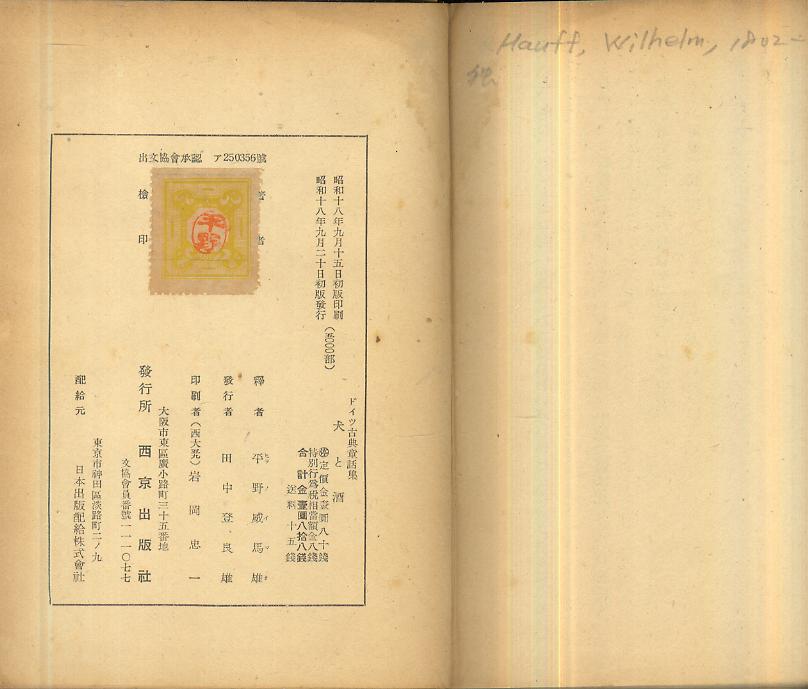 Hauff, Wilhelm, 1802-
出文協會承認　ア250356號
著者
檢印
平野
昭和十八年九月十五日初版印刷
昭和十八年九月二十日初版發行
（五〇〇〇部）
ドイツ古典童話集
犬と酒
㊞定價金壹圓八十錢
特別行爲税相當額金八錢
合計金壹圓八拾八錢
送料十五錢
釋者　平野威馬雄
發行者　田中登良雄
印刷者（西大死）岩岡忠一
大阪市東區廣小路町三十五番地
發行所　西京出版社
文協會員番號一一一〇七七
東京市神田區淡路町二ノ九
配給元　日本出版配給株式會社